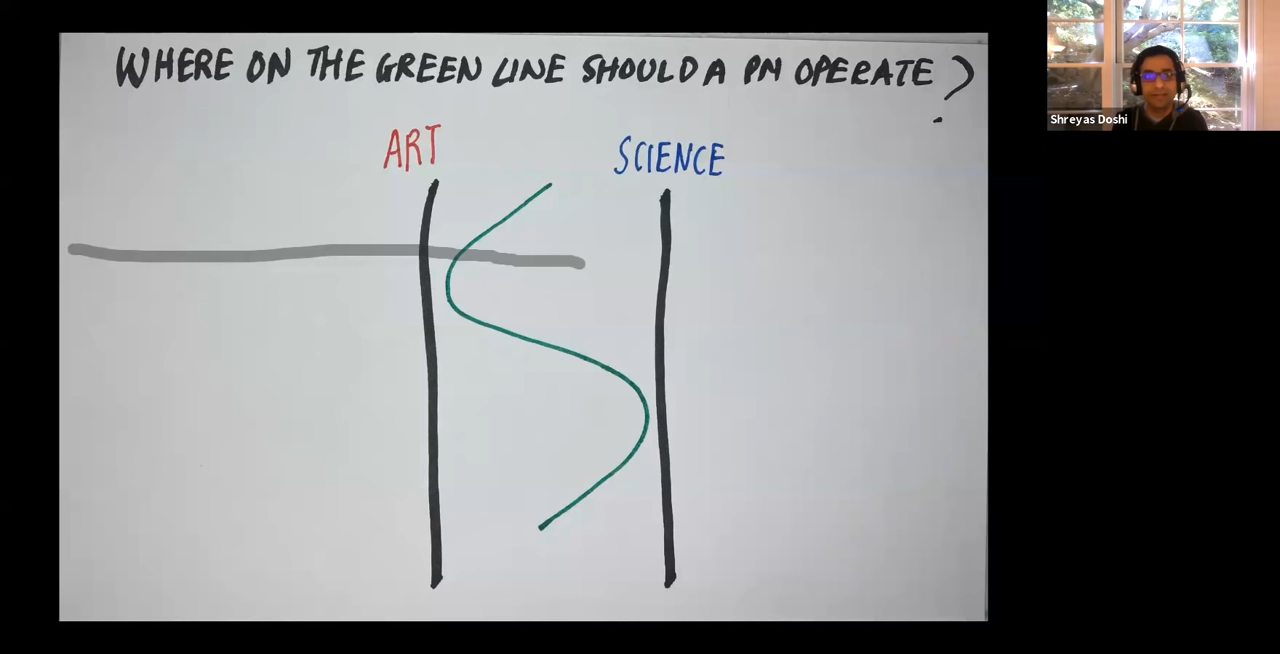 WHERE ON THE GREEN LINE SHOULD A PM OPERATE?
ART
SCIENCE
Shreyas Doshi